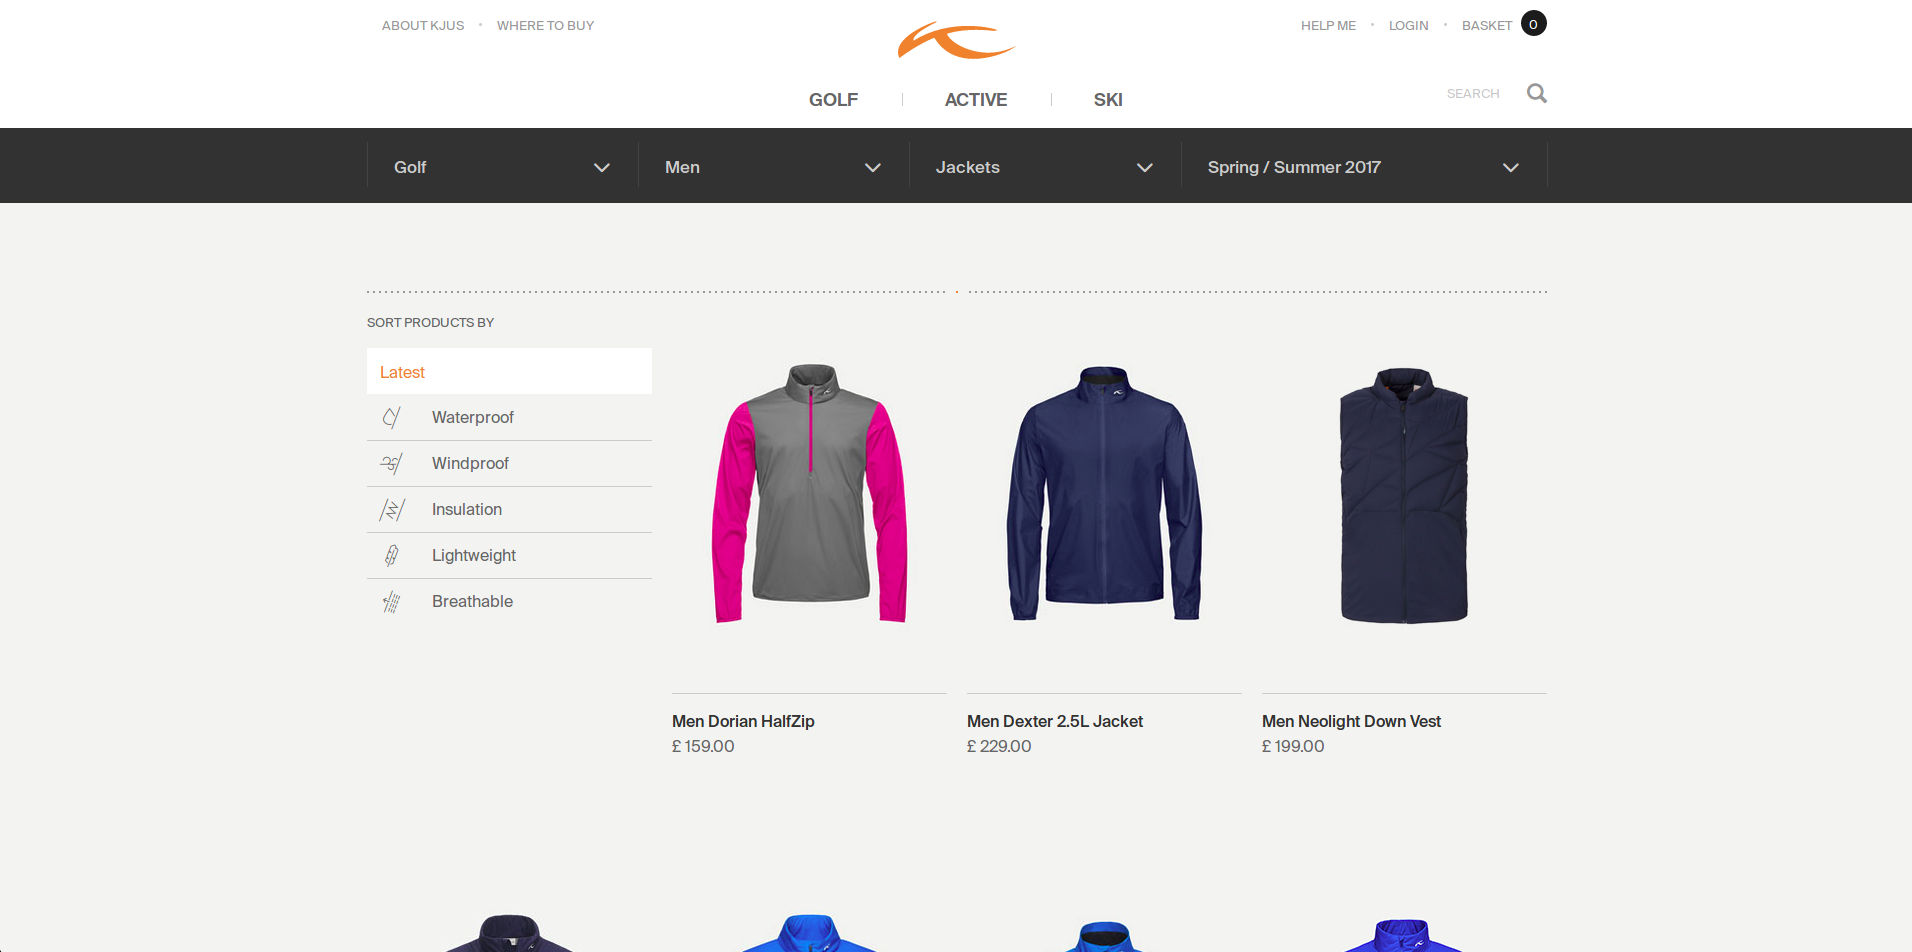 ABOUT KJUS
WHERE TO BUY
HELP ME
LOGIN
BASKET
0
GOLF
ACTIVE
SKI
SEARCH
Golf
Men
Jackets
Spring / Summer 2017
SORT PRODUCTS BY
Latest
Waterproof
Windproof
Insulation
Lightweight
Breathable
Men Dorian HalfZip
£ 159.00
Men Dexter 2.5L Jacket
£ 229.00
Men Neolight Down Vest
£ 199.00